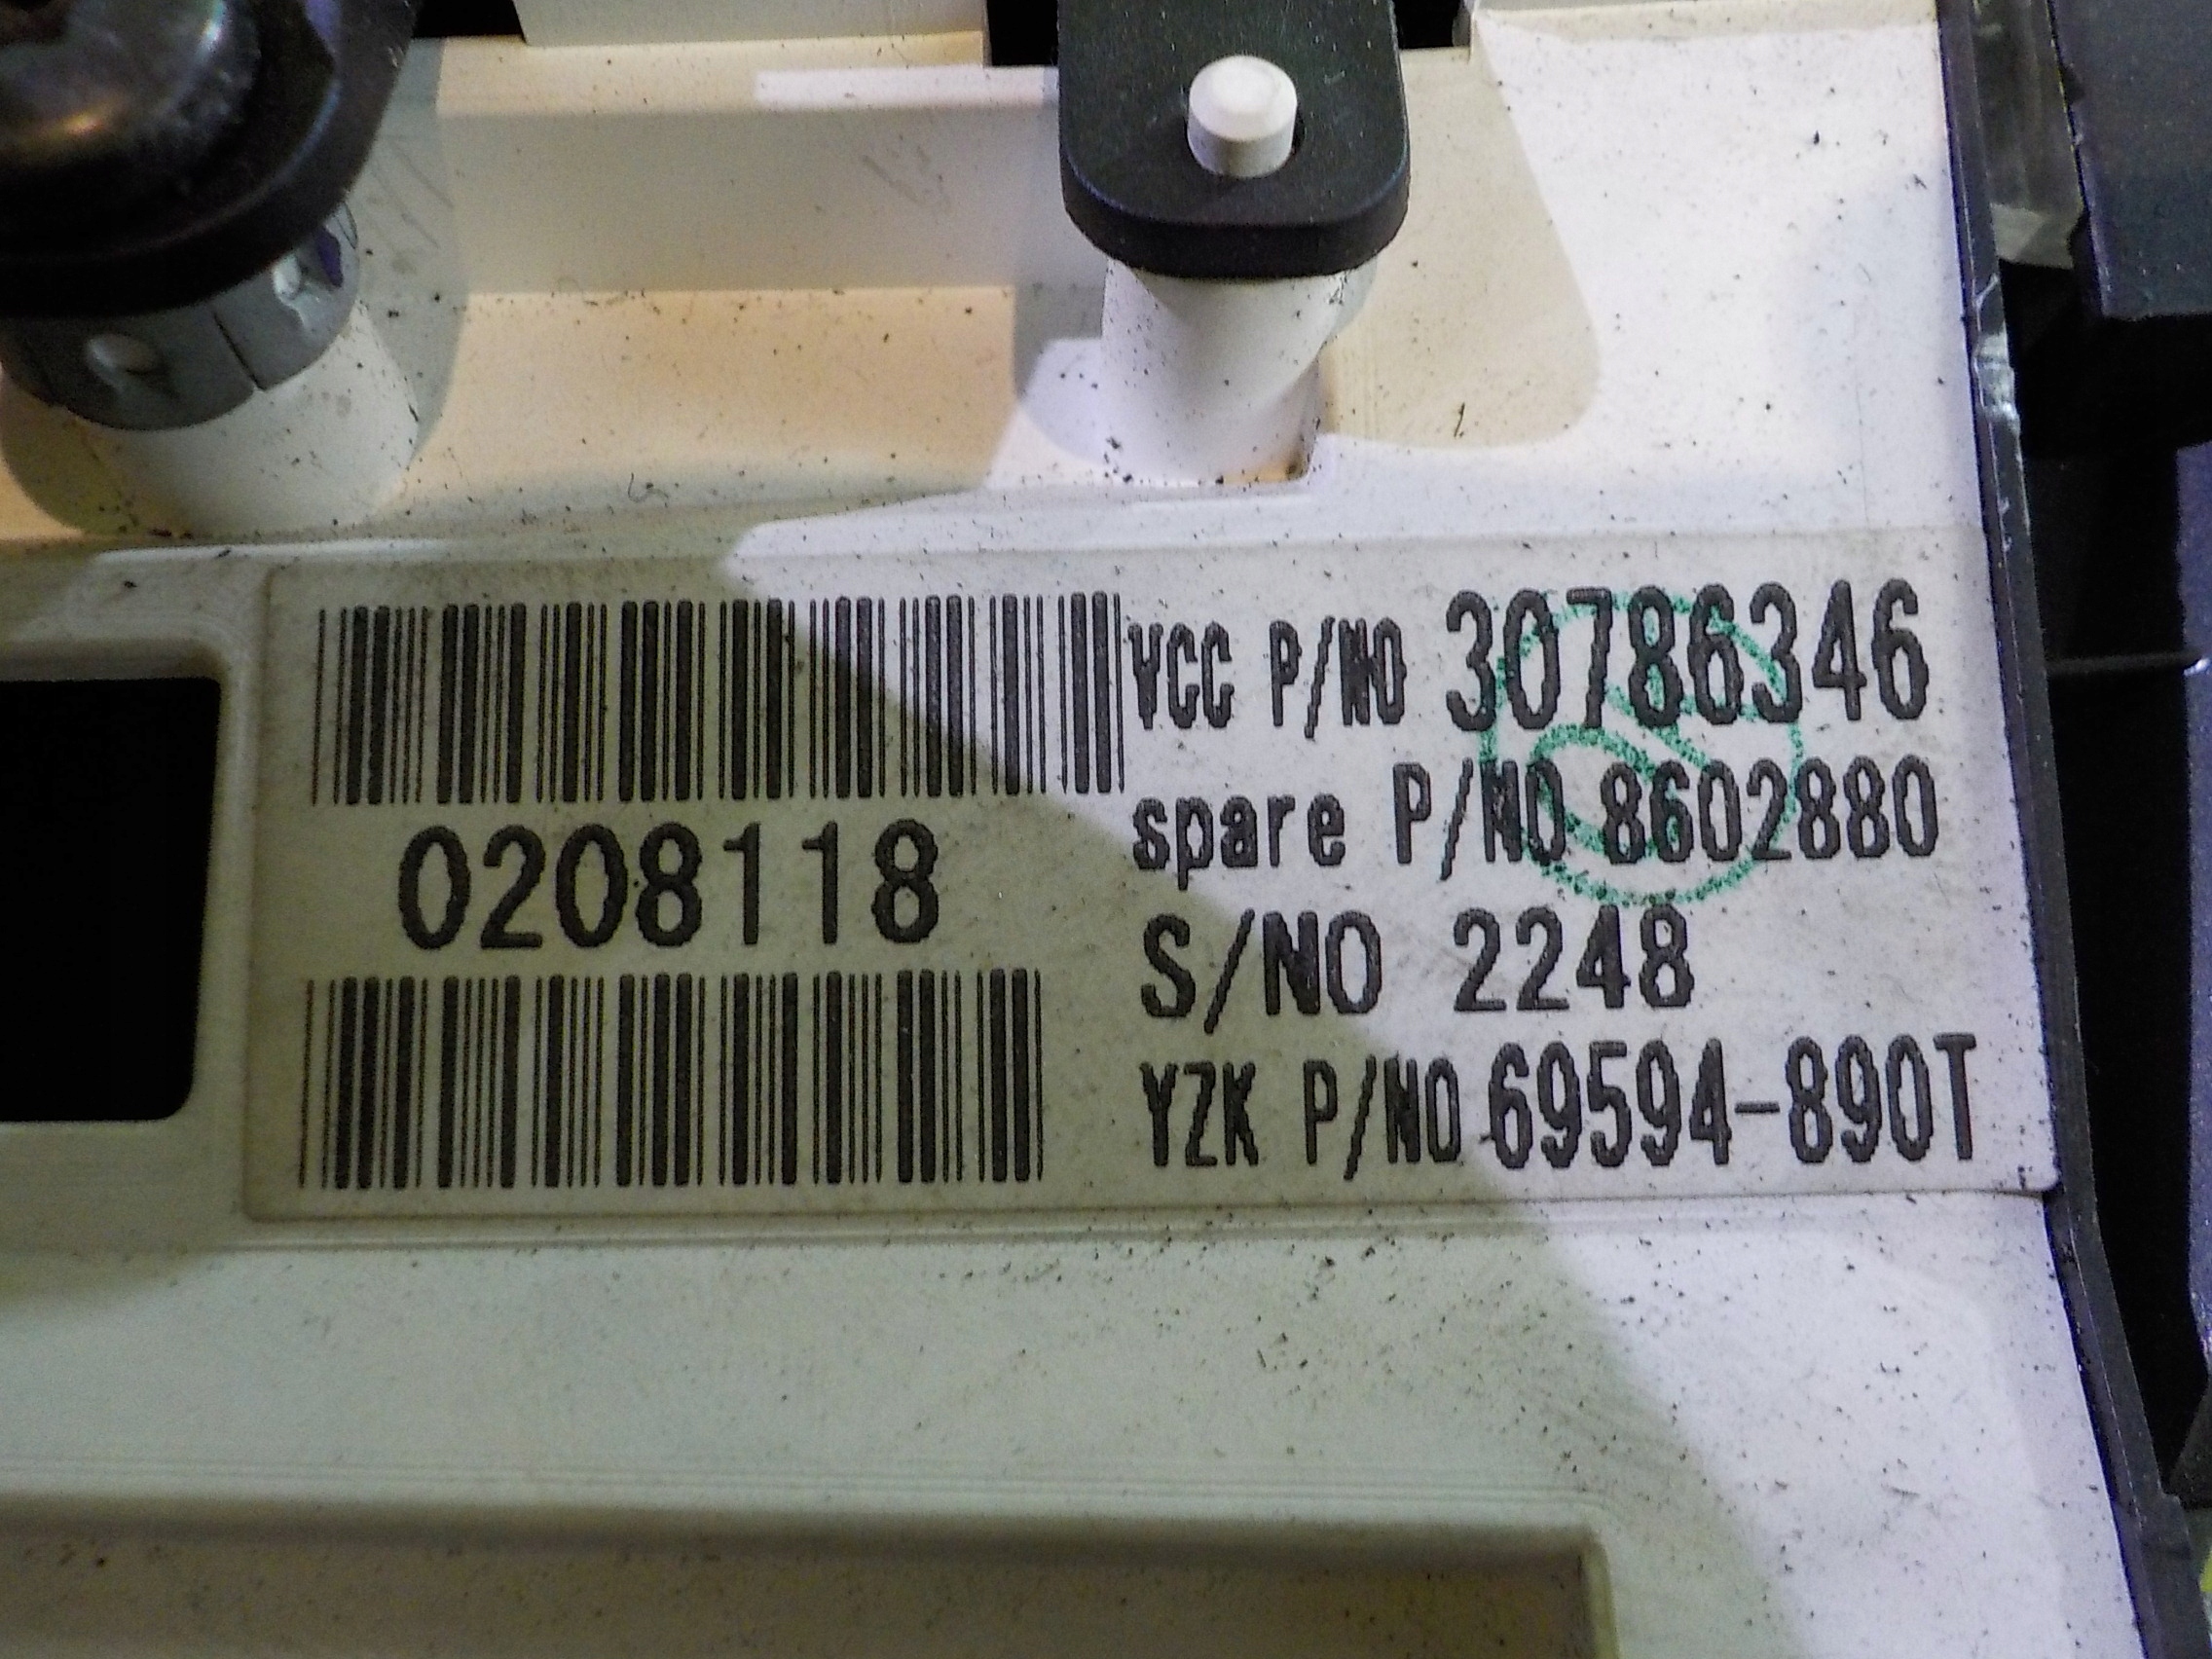 0208118
VCC P/NO 30786346
spare P/NO 8602880
S/NO 2248
YZK P/NO 69594-890T